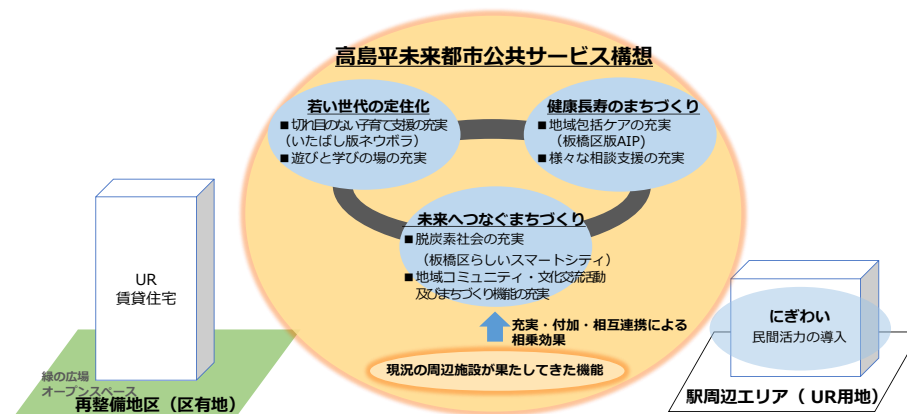 高島平未来都市公共サービス構想
若い世代の定住化
■切れ目のない子育て支援の充実
（いたばし版ネウボラ）
■遊びと学びの場の充実
健康長寿のまちづくり
■地域包括ケアの充実
（板橋区版AIP)
■様々な相談支援の充実
未来へつなぐまちづくり
■脱炭素社会の充実
（板橋区らしいスマートシティ）
■地域コミュニティ・文化交流活動
及びまちづくり機能の充実
充実・付加・相互連携による
相乗効果
現況の周辺施設が果たしてきた機能
UR
賃貸住宅
緑の広場
オープンスペース
再整備地区（区有地）
にぎわい
民間活力の導入
駅周辺エリア（ UR用地）